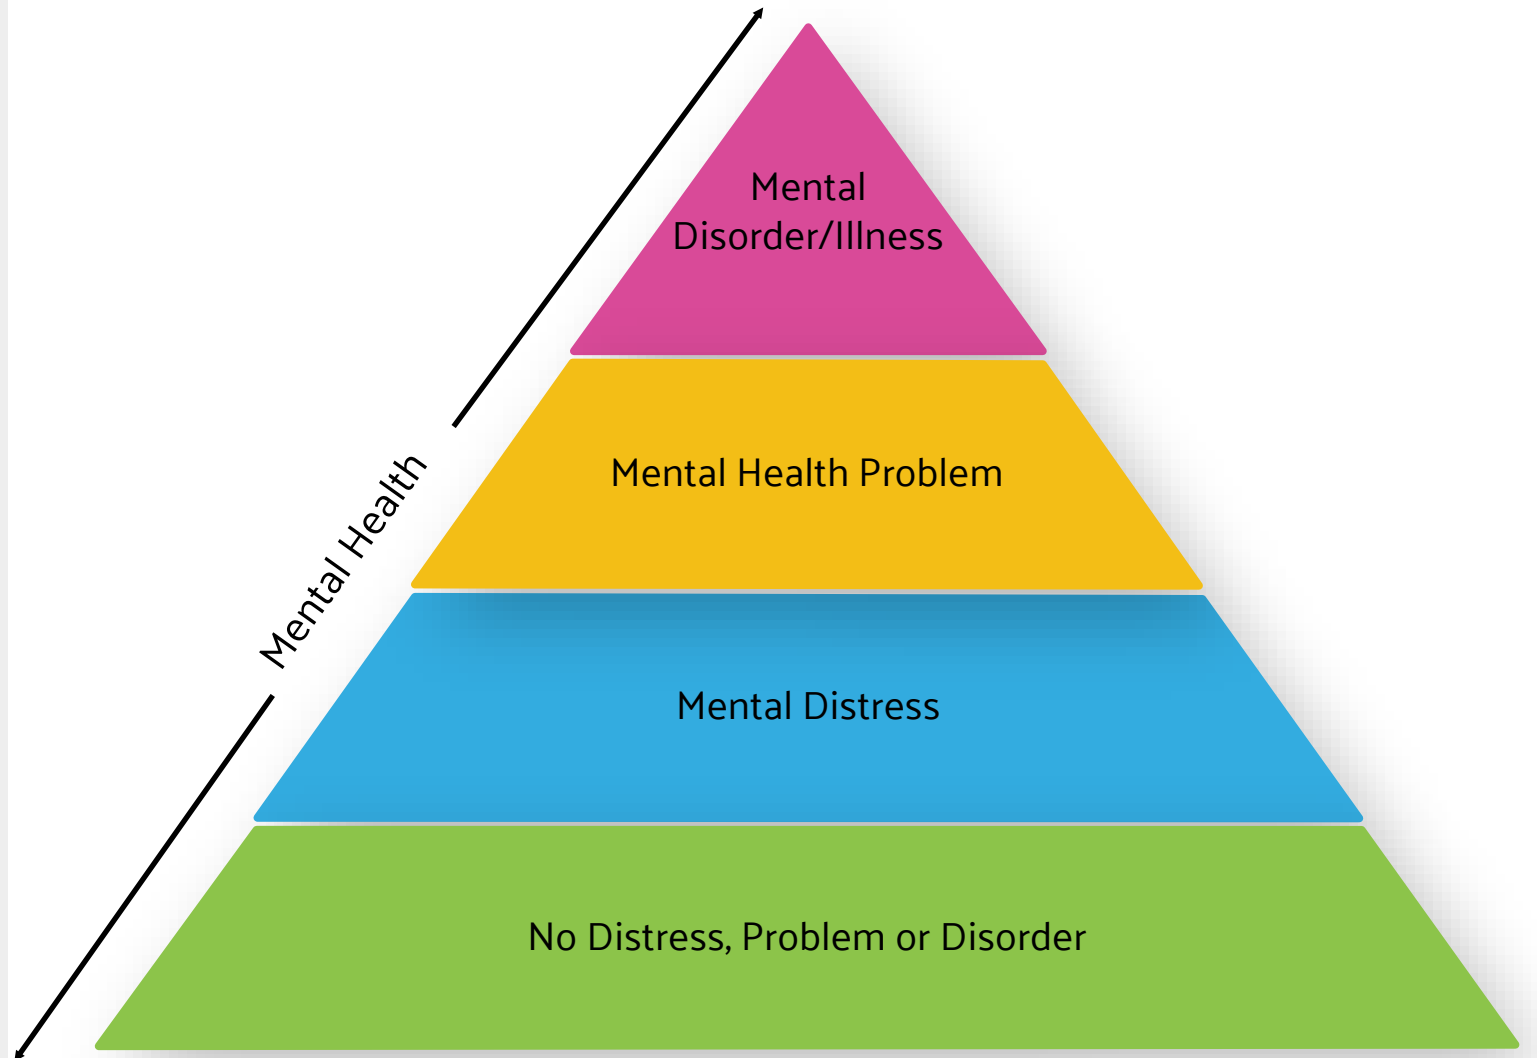 Mental
Disorder/Illness
Mental Health Problem
Mental Health
Mental Distress
No Distress, Problem or Disorder